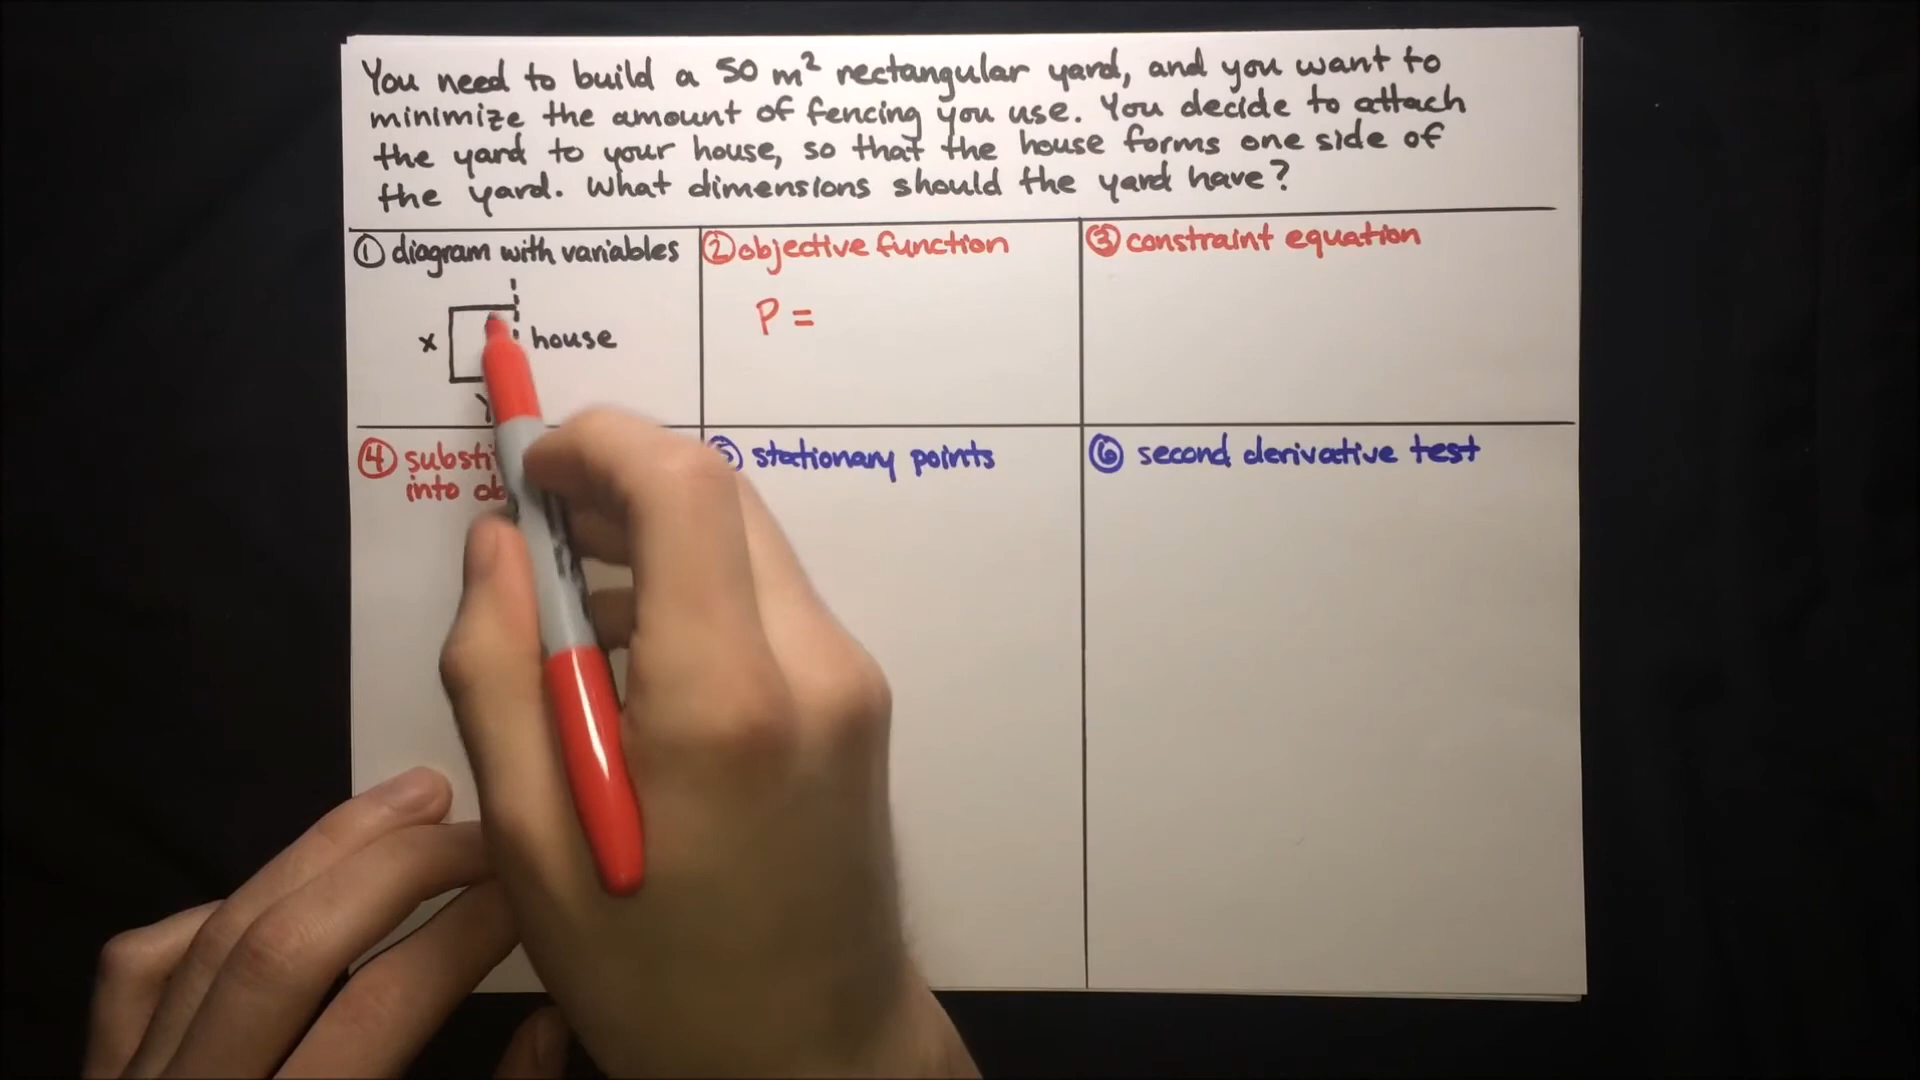 You need to build a 50 m² rectangular yard, and you want to
minimize the amount of fencing you use. You decide to attach
the yard to your house, so that the house forms one side of
the yard. What dimensions should the yard have?
① diagram with variables
x
house
② objective function
P =
③ constraint equation
④
into
stationary points
⑥ second derivative test